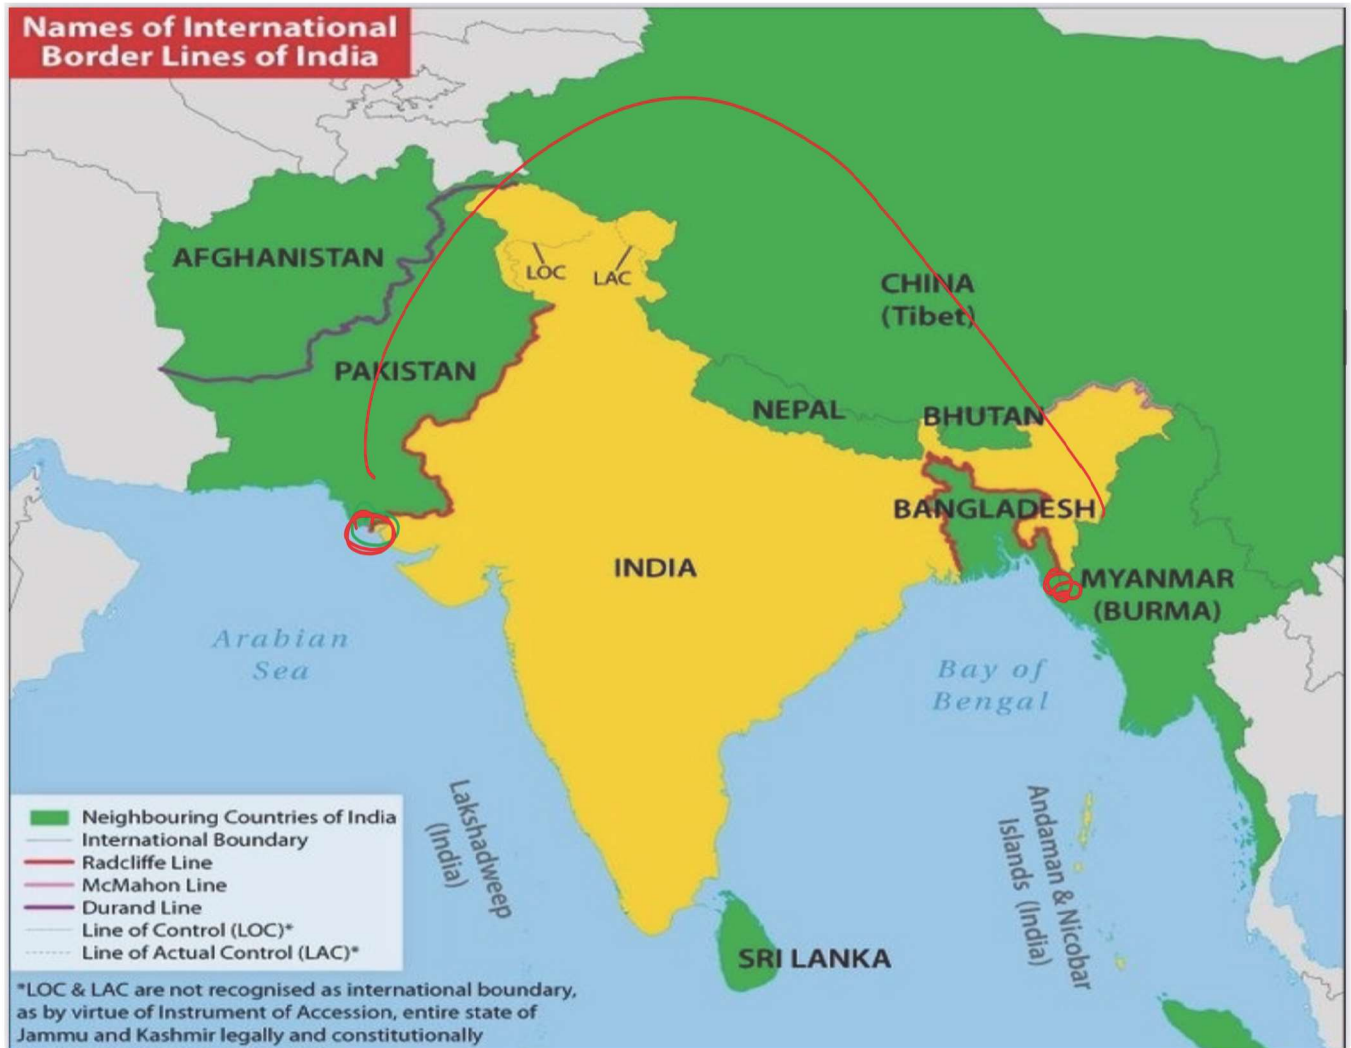 Names of International
Border Lines of India
AFGHANISTAN
LOC
LAC
CHINA
(Tibet)
PAKISTAN
NEPAL
BHUTAN
BANGLADESH
INDIA
MYANMAR
(BURMA)
Arabian
Sea
Bay of
Bengal
Lakshadweep
(India)
Andaman & Nicobar
Islands (India)
SRI LANKA
Neighbouring Countries of India
International Boundary
Radcliffe Line
McMahon Line
Durand Line
Line of Control (LOC)*
Line of Actual Control (LAC)*
*LOC & LAC are not recognised as international boundary,
as by virtue of Instrument of Accession, entire state of
Jammu and Kashmir legally and constitutionally